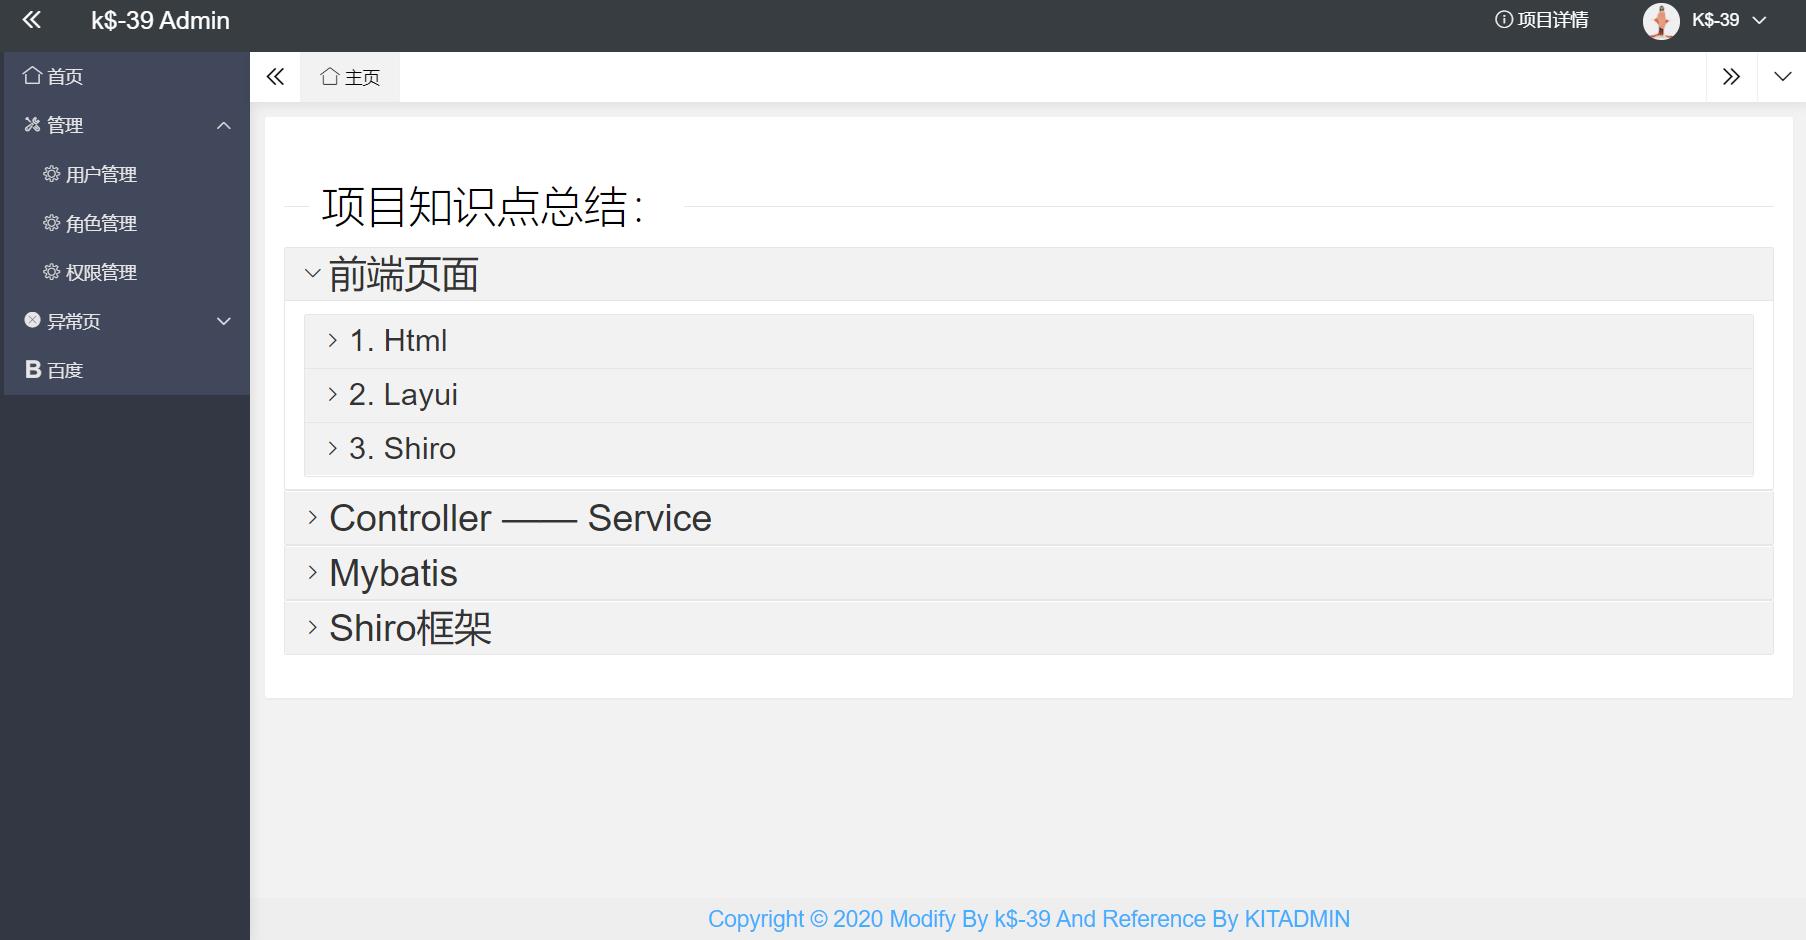 k$-39 Admin
项目详情
K$-39
首页
管理
用户管理
角色管理
权限管理
异常页
百度
主页
项目知识点总结：
前端页面
1. Html
2. Layui
3. Shiro
Controller —— Service
Mybatis
Shiro框架
Copyright © 2020 Modify By k$-39 And Reference By KITADMIN